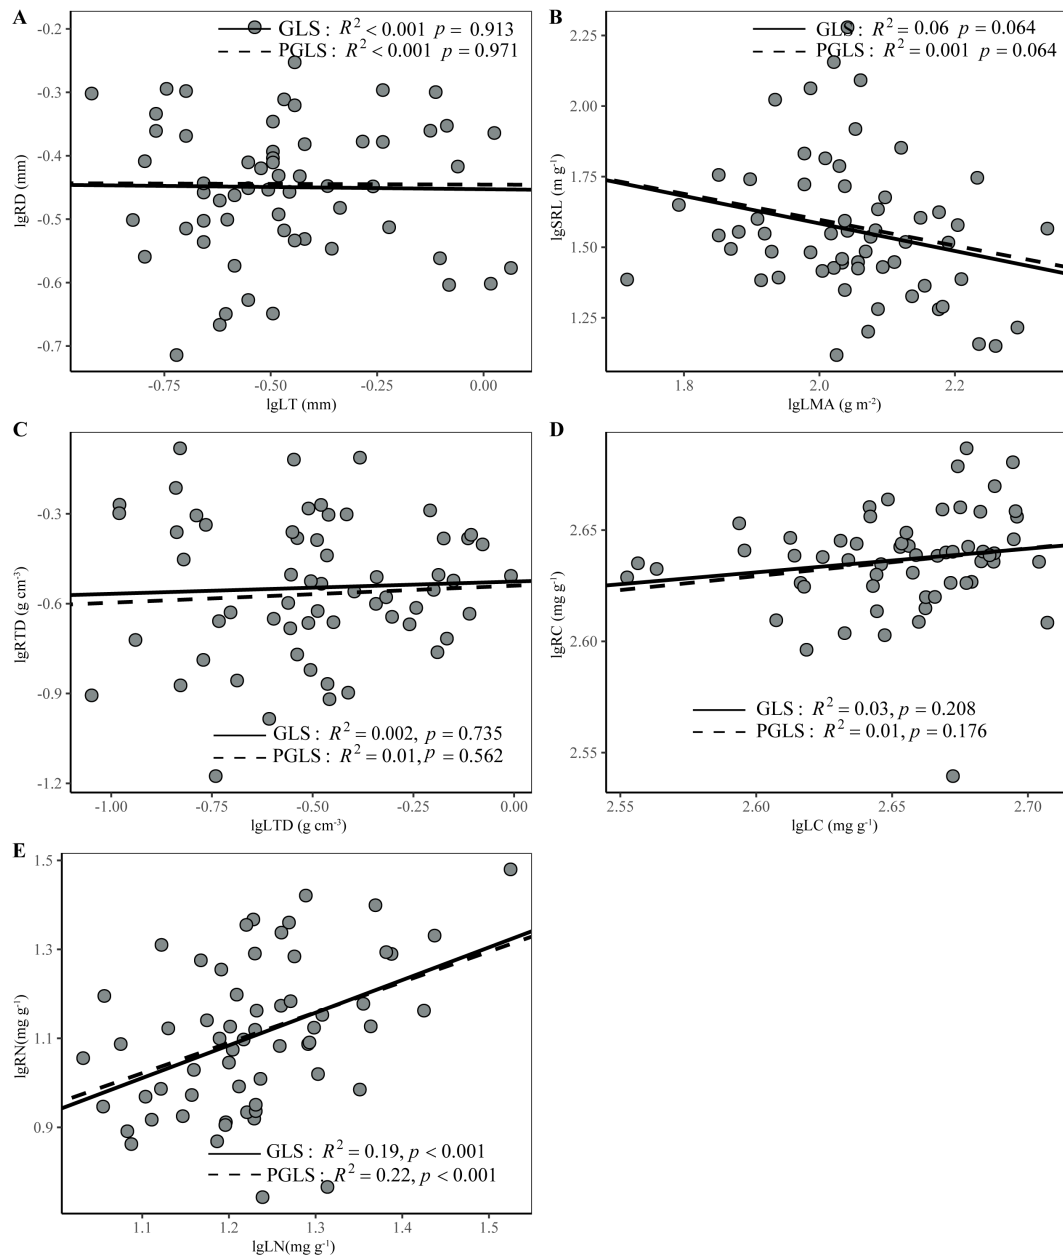 A
GLS : R² < 0.001 p = 0.913
PGLS : R² < 0.001 p = 0.971
-0.2
-0.3
-0.4
-0.5
-0.6
-0.7
lgRD (mm)
-0.75 -0.50 -0.25 0.00
lgLT (mm)
B
GLS : R² = 0.06 p = 0.064
PGLS : R² = 0.001 p = 0.064
2.25
2.00
1.75
1.50
1.25
lgSRL (m g⁻¹)
1.8 2.0 2.2
lgLMA (g m⁻²)
C
-0.3
-0.6
-0.9
-1.2
lgRTD (g cm⁻³)
GLS : R² = 0.002, p = 0.735
PGLS : R² = 0.01, p = 0.562
-1.00 -0.75 -0.50 -0.25 0.00
lgLTD (g cm⁻³)
D
2.65
2.60
2.55
lgRC (mg g⁻¹)
GLS : R² = 0.03, p = 0.208
PGLS : R² = 0.01, p = 0.176
2.55 2.60 2.65 2.70
lgLC (mg g⁻¹)
E
1.5
1.3
1.1
0.9
lgRN(mg g⁻¹)
GLS : R² = 0.19, p < 0.001
PGLS : R² = 0.22, p < 0.001
1.1 1.2 1.3 1.4 1.5
lgLN(mg g⁻¹)